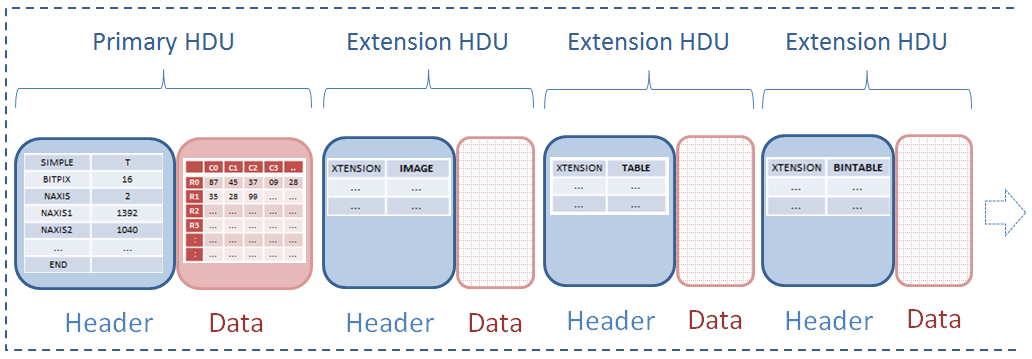 Primary HDU
Extension HDU
Extension HDU
Extension HDU
SIMPLE T
BITPIX 16
NAXIS 2
NAXIS1 1392
NAXIS2 1040
... ...
END
C0 C1 C2 C3 ..
R0 87 45 37 09 28
R1 35 28 99 ... ...
R2 ... ... ... ... ...
R3 ... ... ... ... ...
: ... ... ... ... ...
: ... ... ... ... ...
XTENSION IMAGE
... ...
... ...
XTENSION TABLE
... ...
... ...
XTENSION BINTABLE
... ...
... ...
Header
Data
Header
Data
Header
Data
Header
Data